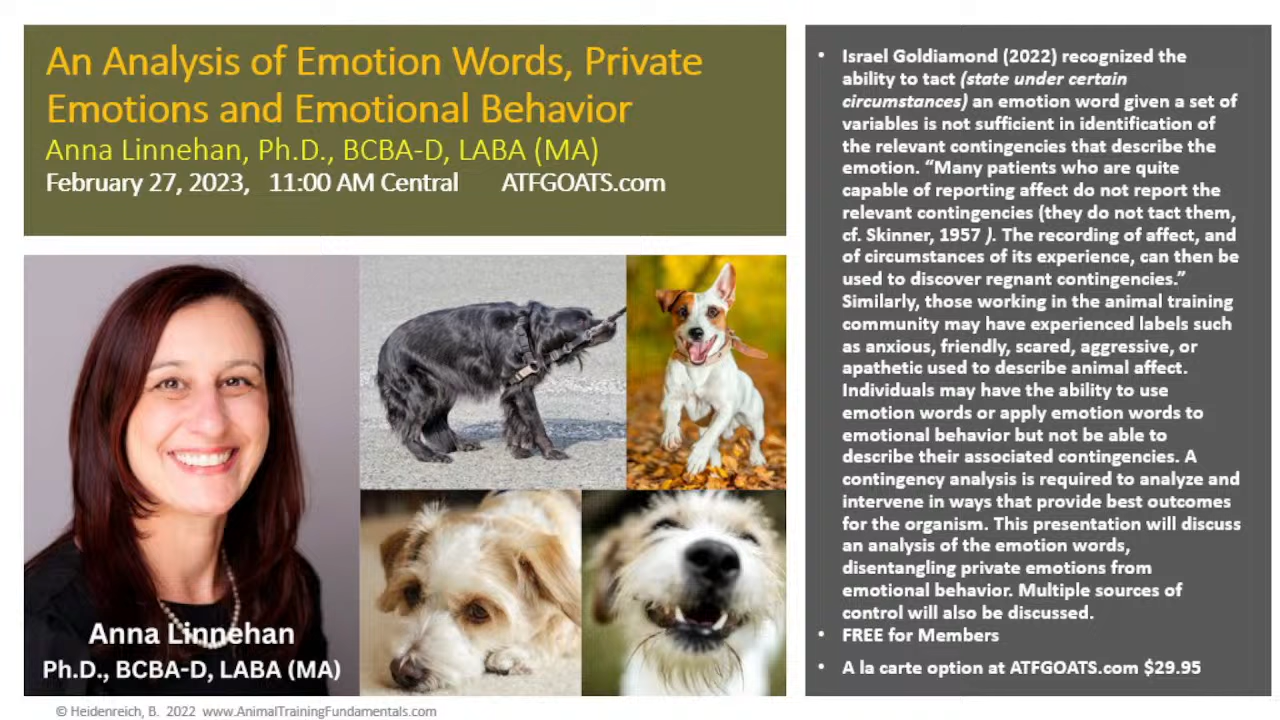 An Analysis of Emotion Words, Private
Emotions and Emotional Behavior
Anna Linnehan, Ph.D., BCBA-D, LABA (MA)
February 27, 2023, 11:00 AM Central ATFGOATS.com
Anna Linnehan
Ph.D., BCBA-D, LABA (MA)
• Israel Goldiamond (2022) recognized the
ability to tact (state under certain
circumstances) an emotion word given a set of
variables is not sufficient in identification of
the relevant contingencies that describe the
emotion. “Many patients who are quite
capable of reporting affect do not report the
relevant contingencies (they do not tact them,
cf. Skinner, 1957 ). The recording of affect, and
of circumstances of its experience, can then be
used to discover regnant contingencies.”
Similarly, those working in the animal training
community may have experienced labels such
as anxious, friendly, scared, aggressive, or
apathetic used to describe animal affect.
Individuals may have the ability to use
emotion words or apply emotion words to
emotional behavior but not be able to
describe their associated contingencies. A
contingency analysis is required to analyze and
intervene in ways that provide best outcomes
for the organism. This presentation will discuss
an analysis of the emotion words,
disentangling private emotions from
emotional behavior. Multiple sources of
control will also be discussed.
• FREE for Members
• A la carte option at ATFGOATS.com $29.95
© Heidenreich, B. 2022 www.AnimalTrainingFundamentals.com